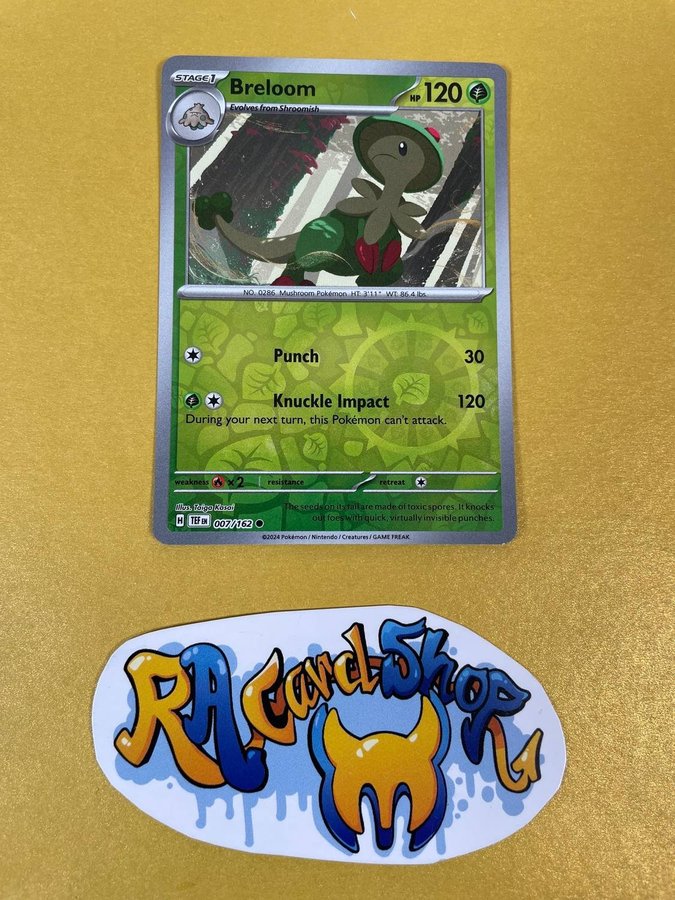 STAGE 1 Breloom HP 120
Evolves from Shroomish
NO. 0286 Mushroom Pokémon HT: 3'11" WT: 86.4 lbs.
Punch 30
Knuckle Impact 120
During your next turn, this Pokémon can't attack.
weakness ×2 resistance retreat
Illus. Taiga Kasai
The seeds on its tail are made of toxic spores. It knocks
out foes with quick, virtually invisible punches.
H TEF EN 007/162
©2024 Pokémon / Nintendo / Creatures / GAME FREAK
RA Card Shop